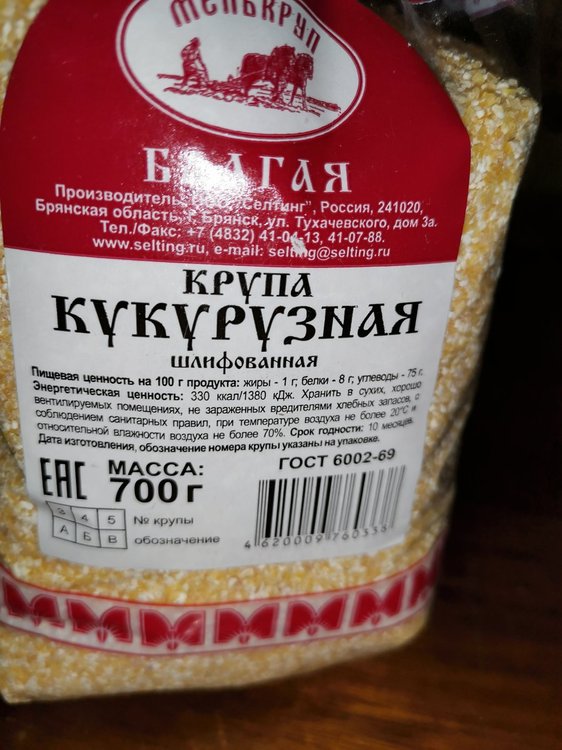 МЕЛЬКРУП
Производитель: "Селтинг", Россия, 241020,
Брянская область, г. Брянск, ул. Тухачевского, дом 3а.
Тел./Факс: +7 (4832) 41-04-13, 41-07-88.
www.selting.ru, e-mail: selting@selting.ru
КРУПА
КУКУРУЗНАЯ
шлифованная
Пищевая ценность на 100 г продукта: жиры - 1 г; белки - 8 г; углеводы - 75 г.
Энергетическая ценность: 330 ккал/1380 кДж. Хранить в сухих, хорошо
вентилируемых помещениях, не зараженных вредителями хлебных запасов, с
соблюдением санитарных правил, при температуре воздуха не более 20°С и
относительной влажности воздуха не более 70%. Срок годности: 10 месяцев.
Дата изготовления, обозначение номера крупы указаны на упаковке.
ЕАС МАССА:
700 г
ГОСТ 6002-69
3 4 5 № крупы
А Б В обозначение
4 620009 760338